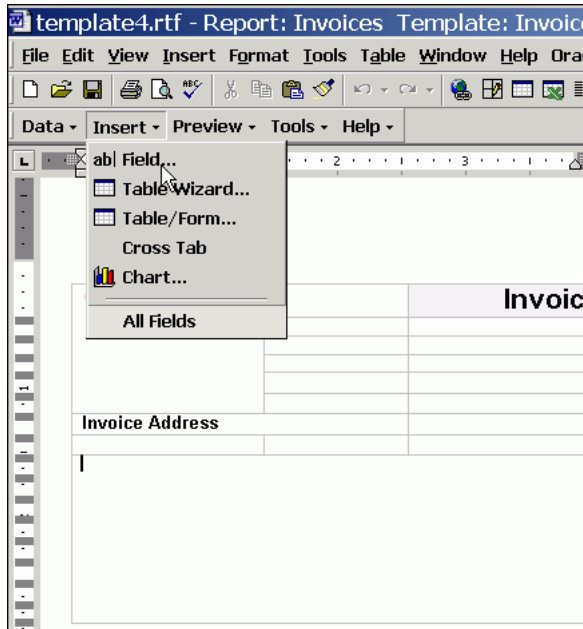 template4.rtf - Report: Invoices Template: Invoic
File Edit View Insert Format Tools Table Window Help Ora
Data Insert Preview Tools Help
ab| Field...
2 3
Table Wizard...
Table/Form...
Cross Tab
Chart...
Invoic
All Fields
1
Invoice Address